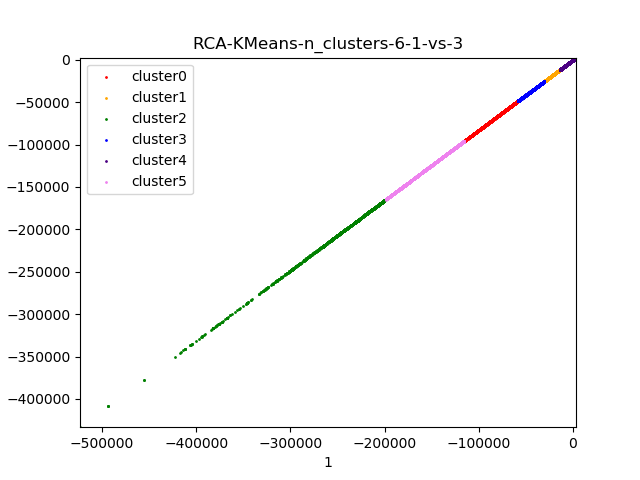 RCA-KMeans-n_clusters-6-1-vs-3
0
−50000
−100000
−150000
−200000
−250000
−300000
−350000
−400000
cluster0
cluster1
cluster2
cluster3
cluster4
cluster5
−500000 −400000 −300000 −200000 −100000 0
1